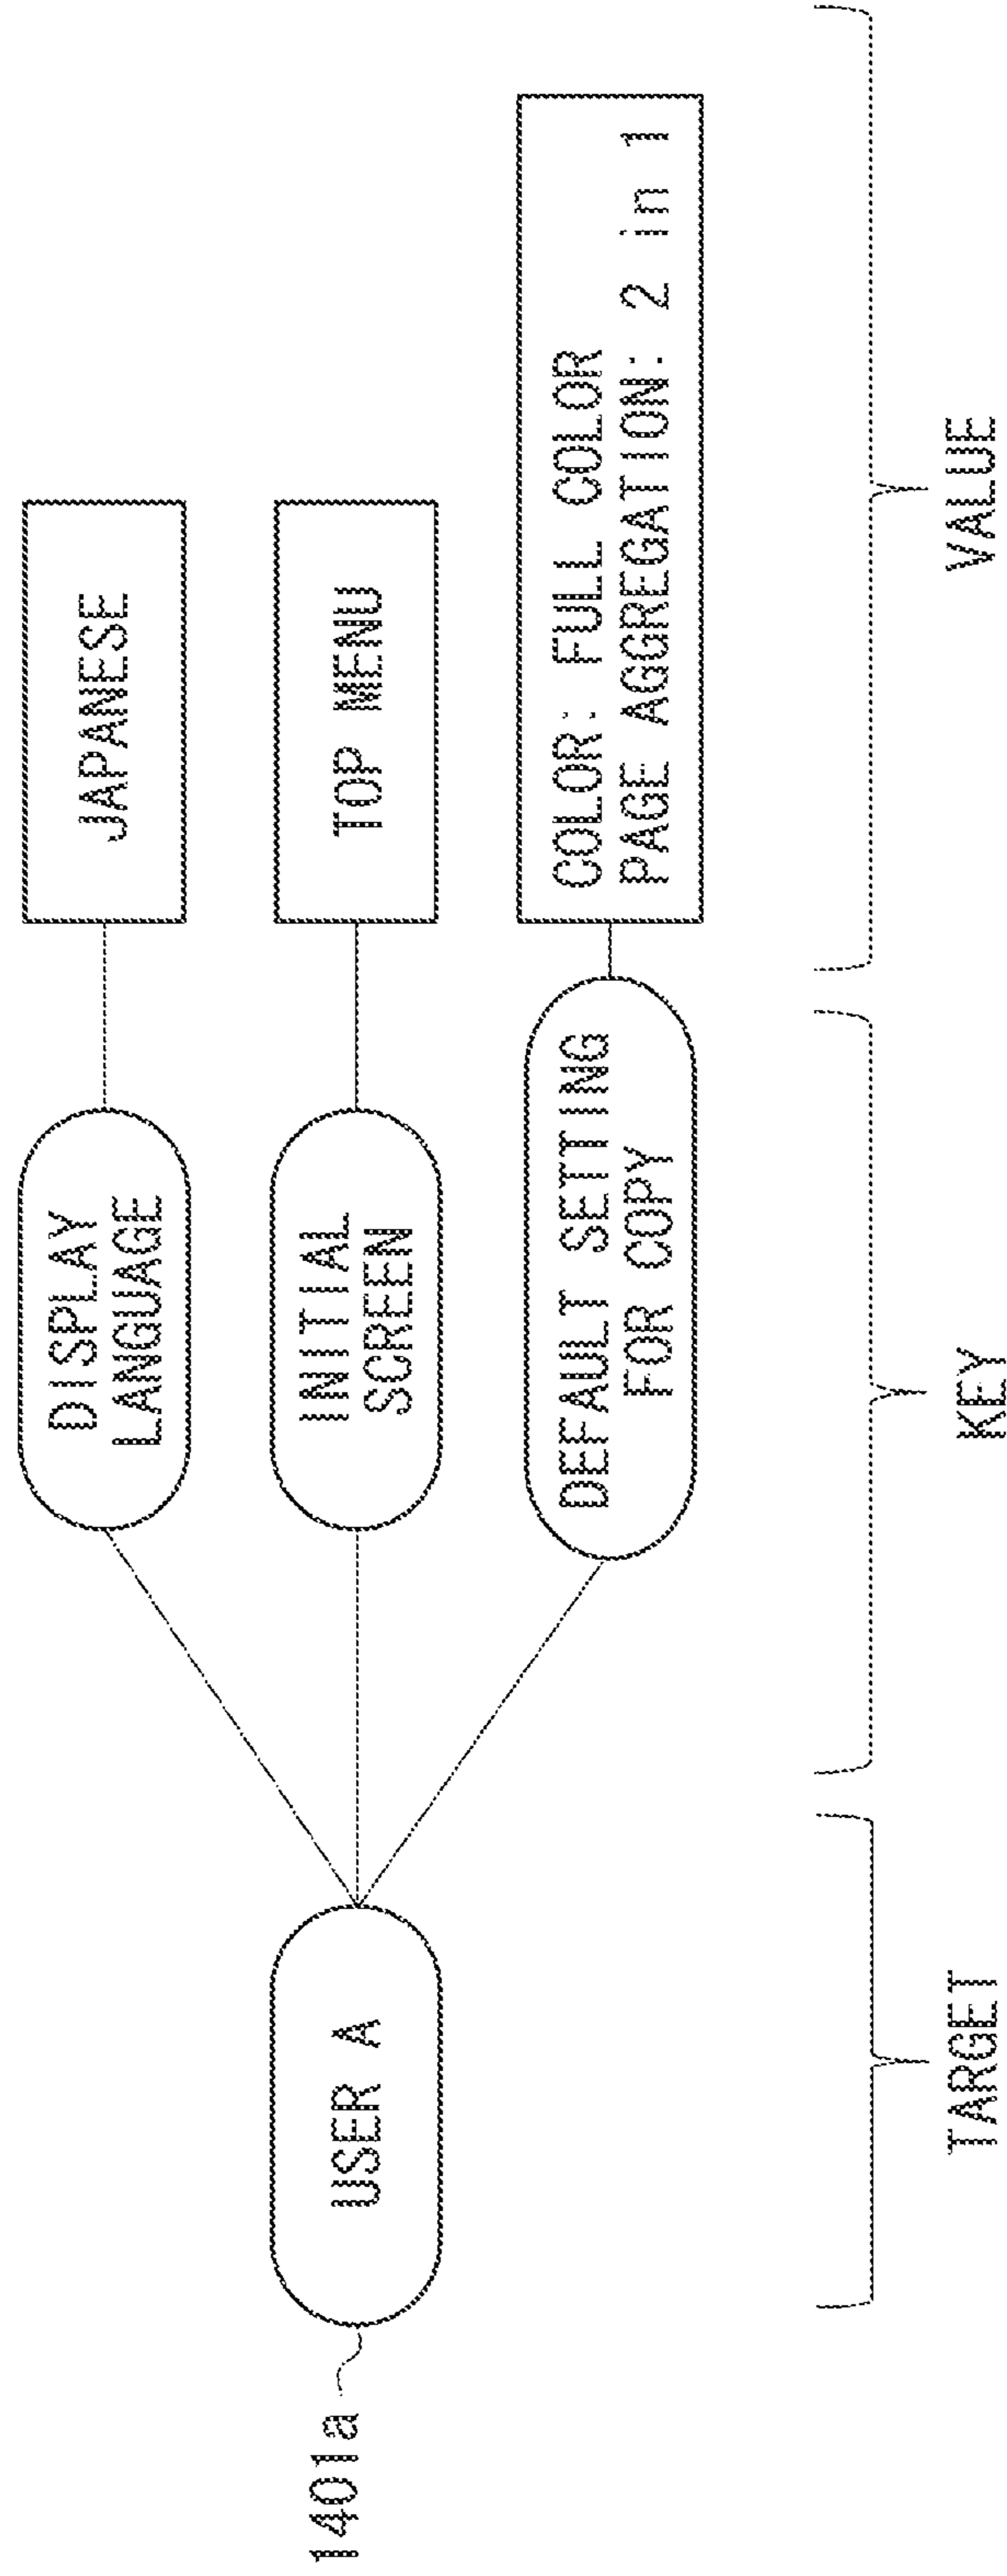 1401a
USER A
DISPLAY
LANGUAGE
JAPANESE
INITIAL
SCREEN
TOP MENU
DEFAULT SETTING
FOR COPY
COLOR: FULL COLOR
PAGE AGGREGATION: 2 in 1
TARGET
KEY
VALUE